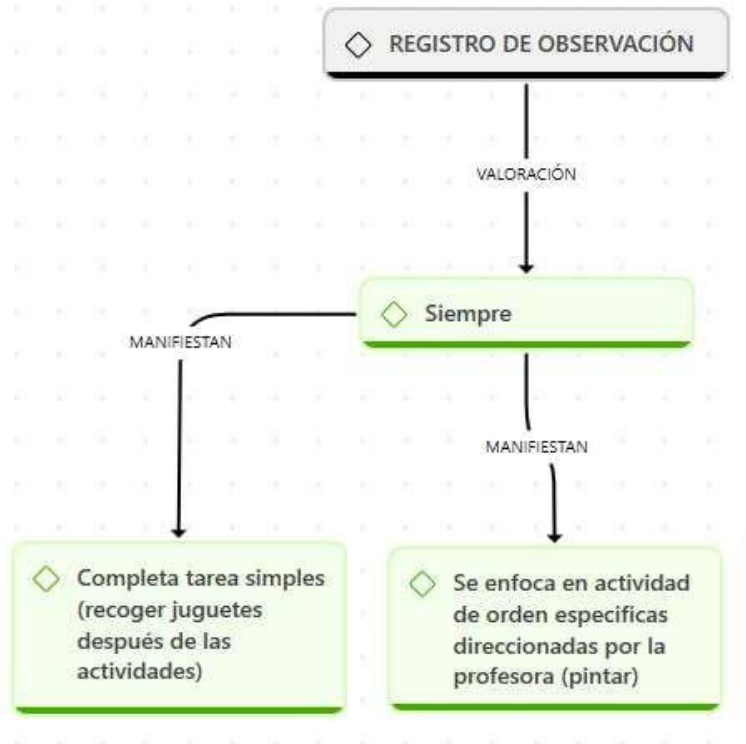 REGISTRO DE OBSERVACIÓN
VALORACIÓN
Siempre
MANIFIESTAN
MANIFIESTAN
Completa tarea simples
(recoger juguetes
después de las
actividades)
Se enfoca en actividad
de orden especificas
direccionadas por la
profesora (pintar)